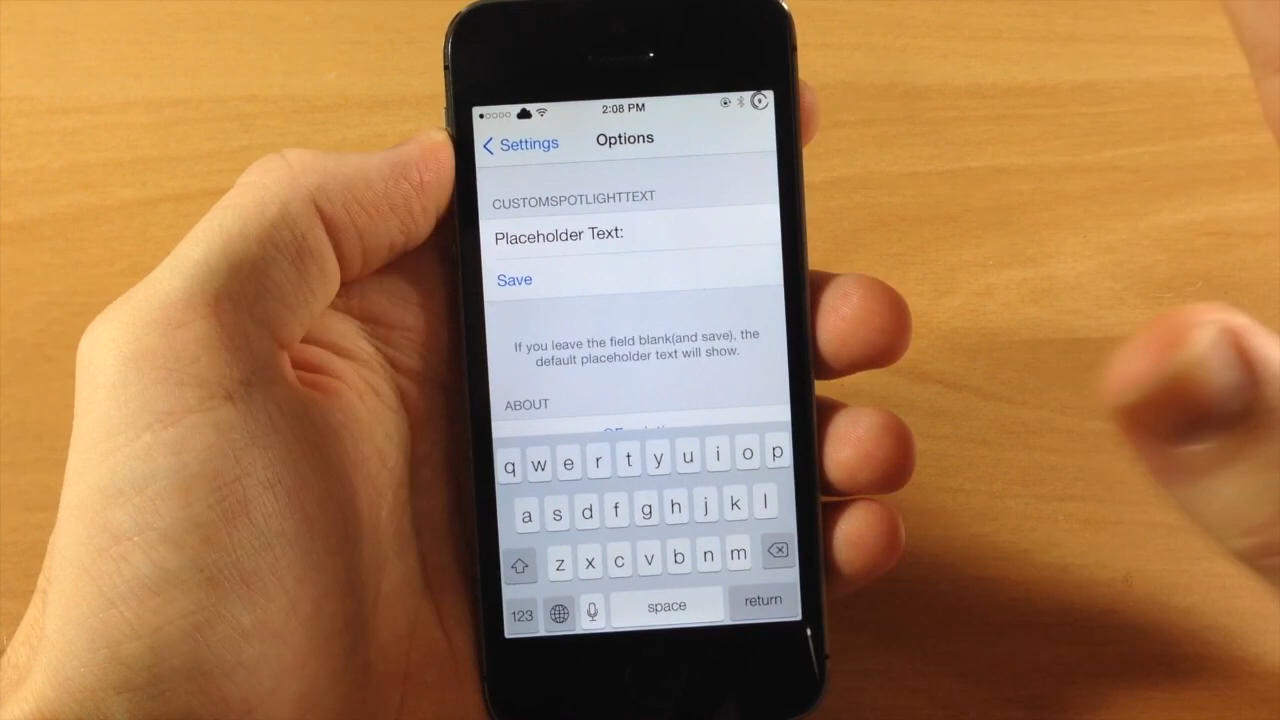 2:08 PM
Settings
Options
CUSTOMSPOTLIGHTTEXT
Placeholder Text:
Save
If you leave the field blank(and save), the
default placeholder text will show.
ABOUT
q w e r t y u i o p
a s d f g h j k l
z x c v b n m
123 space return